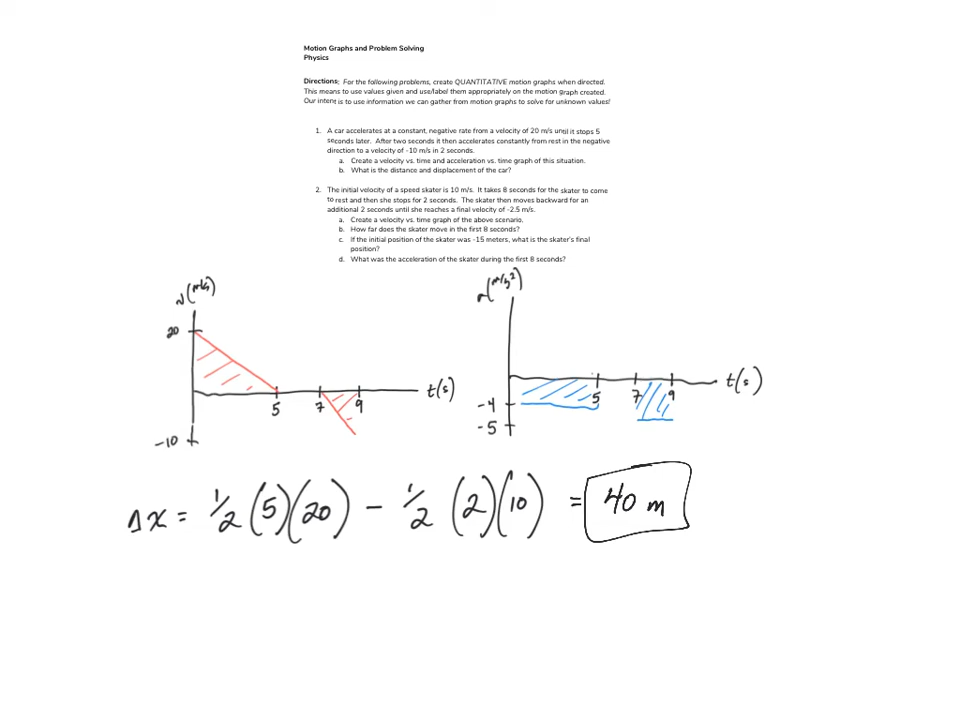 Motion Graphs and Problem Solving
Physics
Directions: For the following problems, create QUANTITATIVE motion graphs when directed.
This means to use values given and use/label them appropriately on the motion graph created.
Our intent is to use information we can gather from motion graphs to solve for unknown values!
1. A car accelerates at a constant, negative rate from a velocity of 20 m/s until it stops 5
seconds later. After two seconds it then accelerates constantly from rest in the negative
direction to a velocity of -10 m/s in 2 seconds.
a. Create a velocity vs. time and acceleration vs. time graph of this situation.
b. What is the distance and displacement of the car?
2. The initial velocity of a speed skater is 10 m/s. It takes 8 seconds for the skater to come
to rest and then she stops for 2 seconds. The skater then moves backward for an
additional 2 seconds until she reaches a final velocity of -2.5 m/s.
a. Create a velocity vs. time graph of the above scenario.
b. How far does the skater move in the first 8 seconds?
c. If the initial position of the skater was -15 meters, what is the skater's final
position?
d. What was the acceleration of the skater during the first 8 seconds?
v(m/s)
20
5 7 9 t(s)
-10
a(m/s²)
5 7 9 t(s)
-4
-5
Δx = ½ (5)(20) - ½ (2)(10) = 40 m